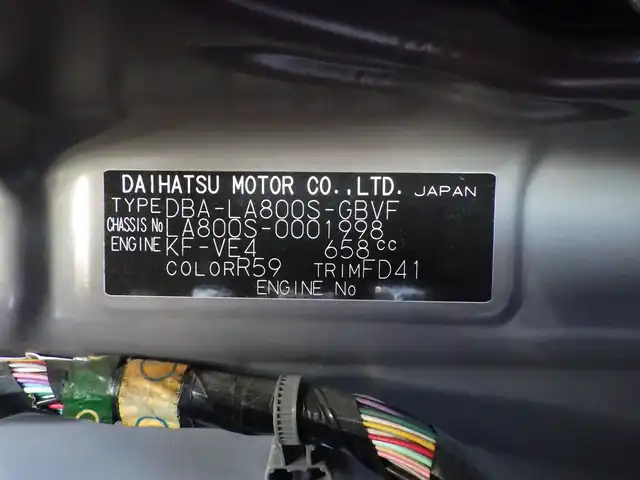 DAIHATSU MOTOR CO.,LTD. JAPAN
TYPE DBA-LA800S-GBVF
CHASSIS No LA800S-0001998
ENGINE KF-VE4 658cc
COLOR R59 TRIM FD41
ENGINE No